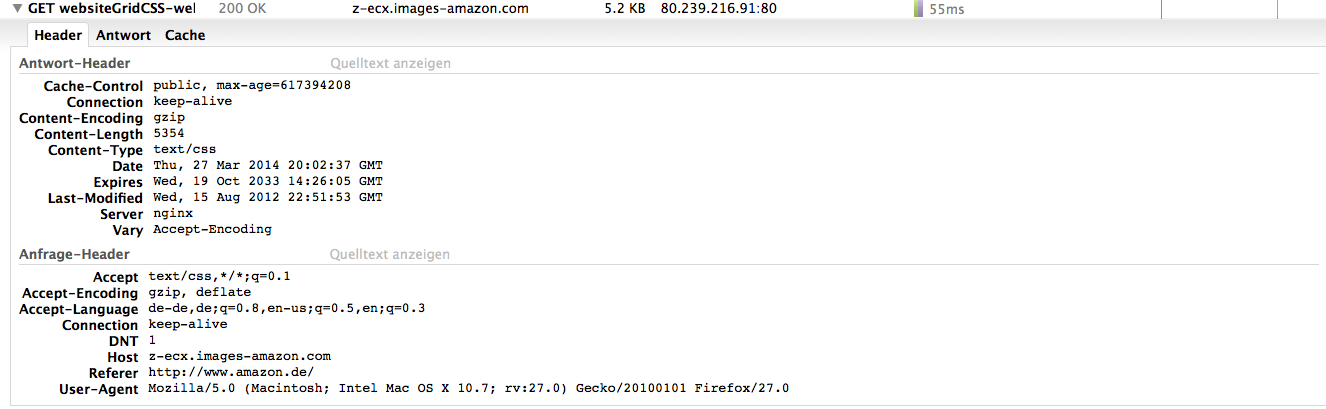 GET websiteGridCSS-wel 200 OK z-ecx.images-amazon.com 5.2 KB 80.239.216.91:80 55ms
Header Antwort Cache
Antwort-Header Quelltext anzeigen
Cache-Control public, max-age=617394208
Connection keep-alive
Content-Encoding gzip
Content-Length 5354
Content-Type text/css
Date Thu, 27 Mar 2014 20:02:37 GMT
Expires Wed, 19 Oct 2033 14:26:05 GMT
Last-Modified Wed, 15 Aug 2012 22:51:53 GMT
Server nginx
Vary Accept-Encoding
Anfrage-Header Quelltext anzeigen
Accept text/css,*/*;q=0.1
Accept-Encoding gzip, deflate
Accept-Language de-de,de;q=0.8,en-us;q=0.5,en;q=0.3
Connection keep-alive
DNT 1
Host z-ecx.images-amazon.com
Referer http://www.amazon.de/
User-Agent Mozilla/5.0 (Macintosh; Intel Mac OS X 10.7; rv:27.0) Gecko/20100101 Firefox/27.0